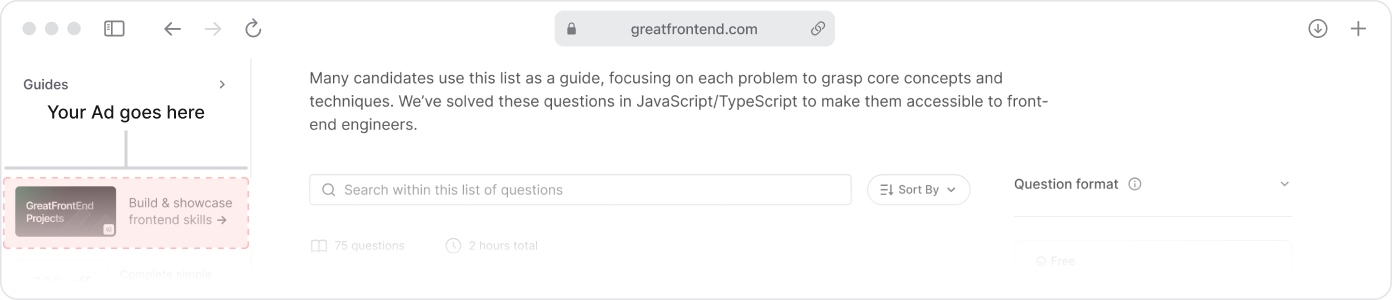 greatfrontend.com
Guides
Your Ad goes here
GreatFrontEnd
Projects
Build & showcase
frontend skills →
Complete simple
Many candidates use this list as a guide, focusing on each problem to grasp core concepts and
techniques. We’ve solved these questions in JavaScript/TypeScript to make them accessible to front-
end engineers.
Search within this list of questions
Sort By
75 questions
2 hours total
Question format
Free